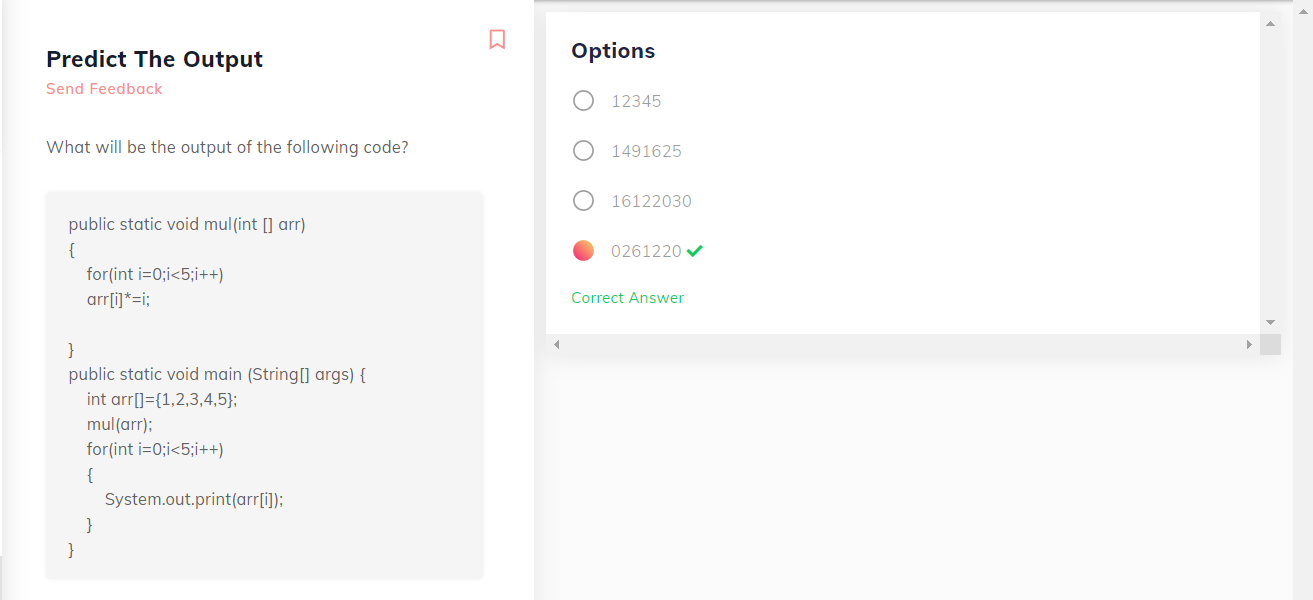 Predict The Output
Send Feedback
What will be the output of the following code?
public static void mul(int [] arr)
{
for(int i=0;i<5;i++)
arr[i]*=i;
}
public static void main (String[] args) {
int arr[]={1,2,3,4,5};
mul(arr);
for(int i=0;i<5;i++)
{
System.out.print(arr[i]);
}
}
Options
12345
1491625
16122030
0261220
Correct Answer